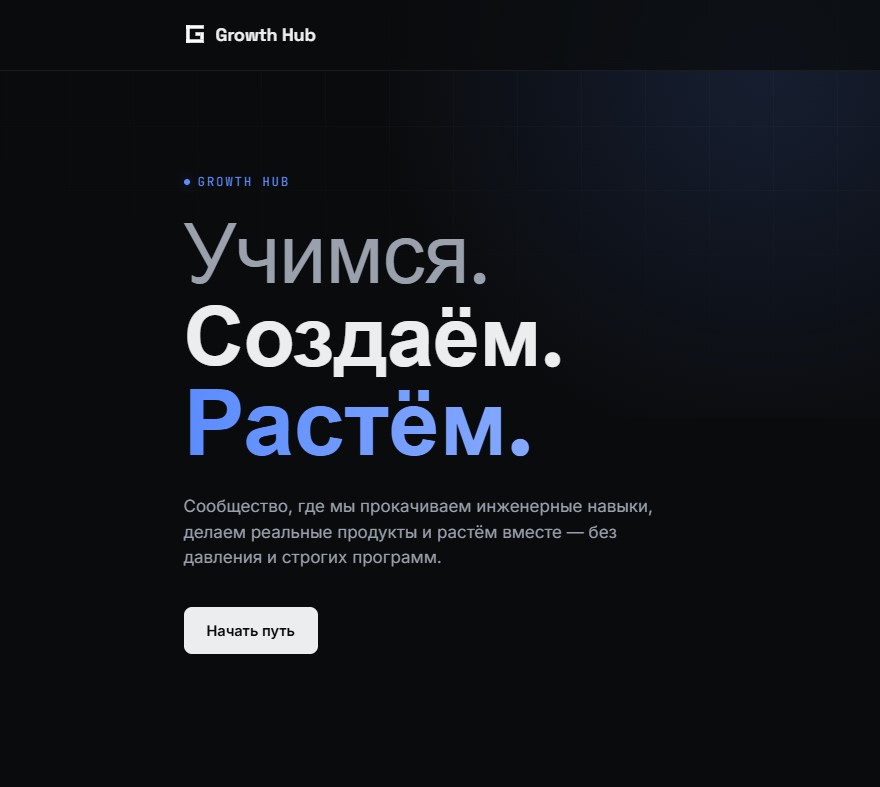 Growth Hub
GROWTH HUB
Учимся.
Создаём.
Растём.
Сообщество, где мы прокачиваем инженерные навыки,
делаем реальные продукты и растём вместе — без
давления и строгих программ.
Начать путь